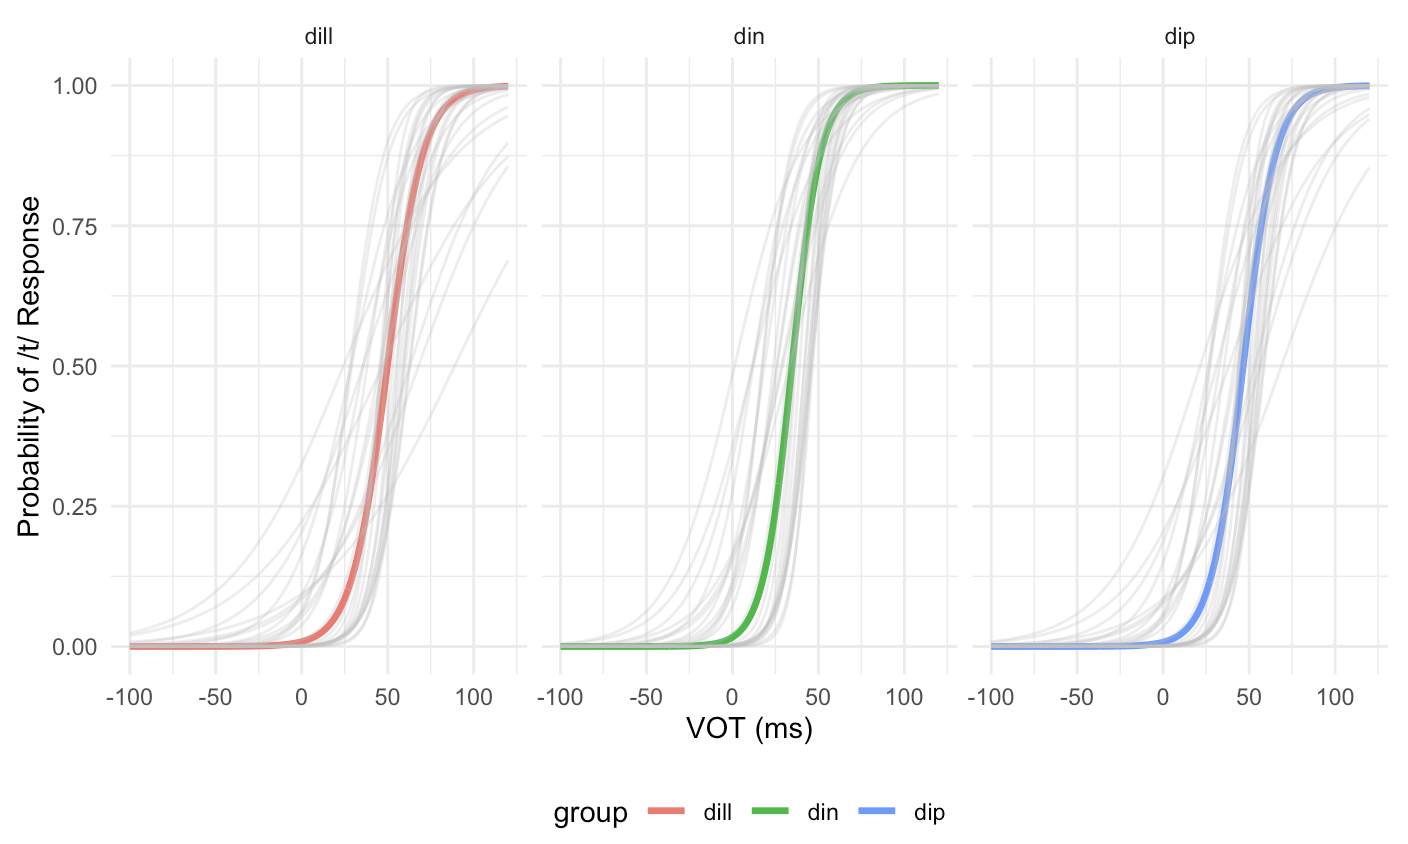 dill din dip
Probability of /t/ Response
1.00
0.75
0.50
0.25
0.00
-100 -50 0 50 100 -100 -50 0 50 100 -100 -50 0 50 100
VOT (ms)
group dill din dip